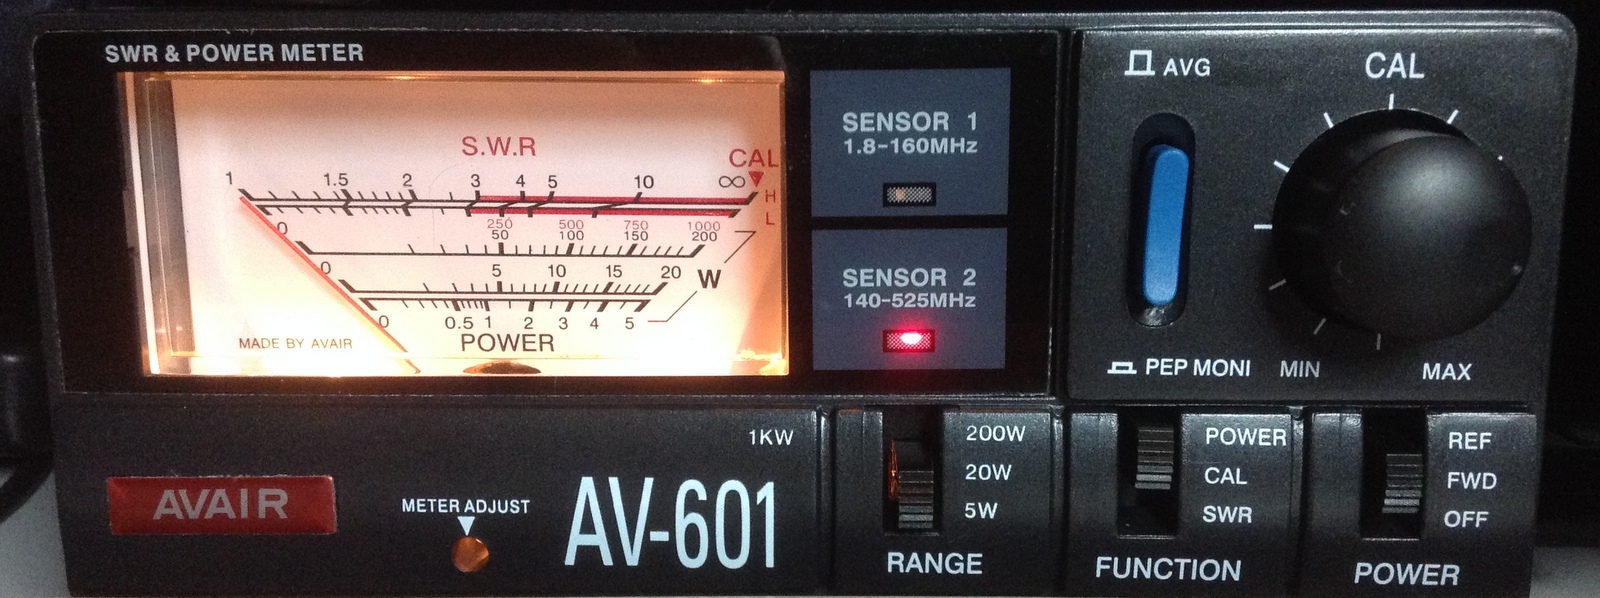 SWR & POWER METER
S.W.R
CAL
1 1.5 2 3 4 5 10 ∞
H
L
0 250 500 750 1000
50 100 150 200
0 5 10 15 20
W
0 0.5 1 2 3 4 5
MADE BY AVAIR
POWER
SENSOR 1
1.8-160MHz
SENSOR 2
140-525MHz
AVG
CAL
PEP MONI
MIN
MAX
AVAIR
METER ADJUST
1KW
AV-601
200W
20W
5W
RANGE
POWER
CAL
SWR
FUNCTION
REF
FWD
OFF
POWER